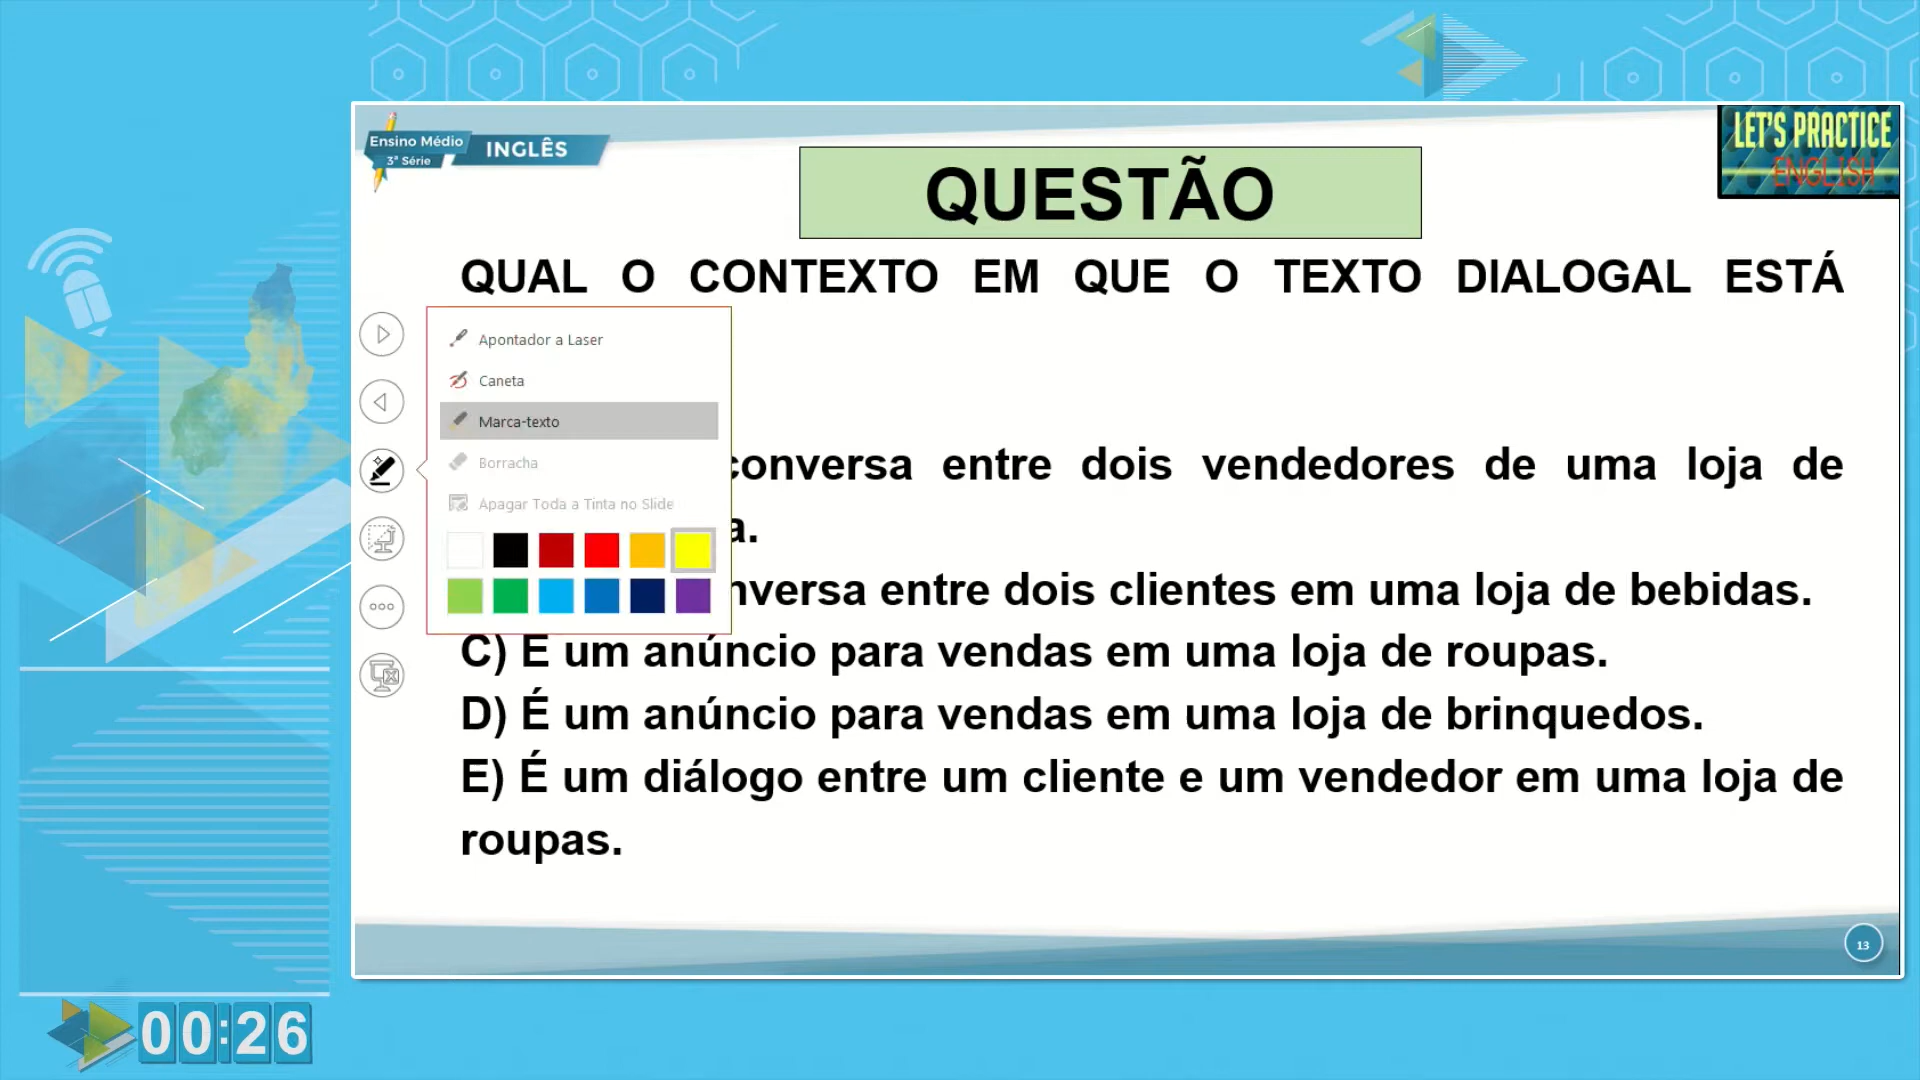 LET'S PRACTICE
ENGLISH
Ensino Médio
3ª Série
INGLÊS
QUESTÃO
QUAL O CONTEXTO EM QUE O TEXTO DIALOGAL ESTÁ
Apontador a Laser
Caneta
Marca-texto
Borracha
Apagar Toda a Tinta no Slide
conversa entre dois vendedores de uma loja de
a.
nversa entre dois clientes em uma loja de bebidas.
C) É um anúncio para vendas em uma loja de roupas.
D) É um anúncio para vendas em uma loja de brinquedos.
E) É um diálogo entre um cliente e um vendedor em uma loja de
roupas.
13
00:26